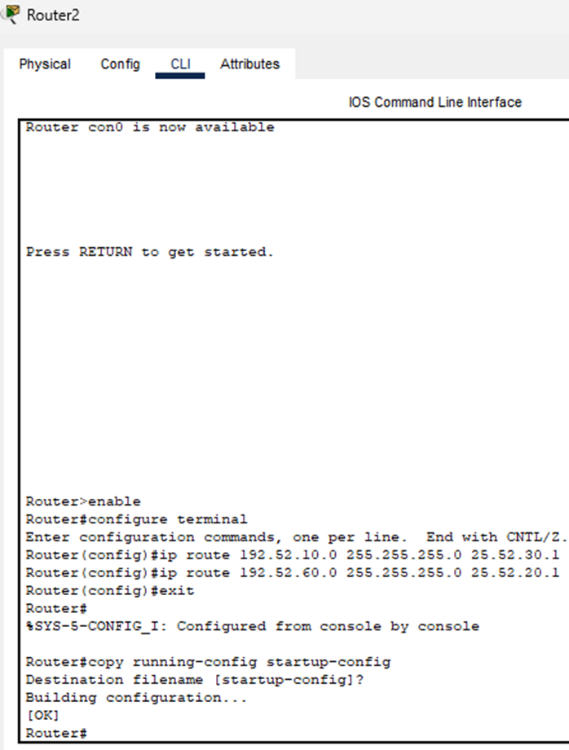 Router2
Physical Config CLI Attributes
IOS Command Line Interface
Router con0 is now available
Press RETURN to get started.
Router>enable
Router#configure terminal
Enter configuration commands, one per line.  End with CNTL/Z.
Router(config)#ip route 192.52.10.0 255.255.255.0 25.52.30.1
Router(config)#ip route 192.52.60.0 255.255.255.0 25.52.20.1
Router(config)#exit
Router#
%SYS-5-CONFIG_I: Configured from console by console
Router#copy running-config startup-config
Destination filename [startup-config]?
Building configuration...
[OK]
Router#